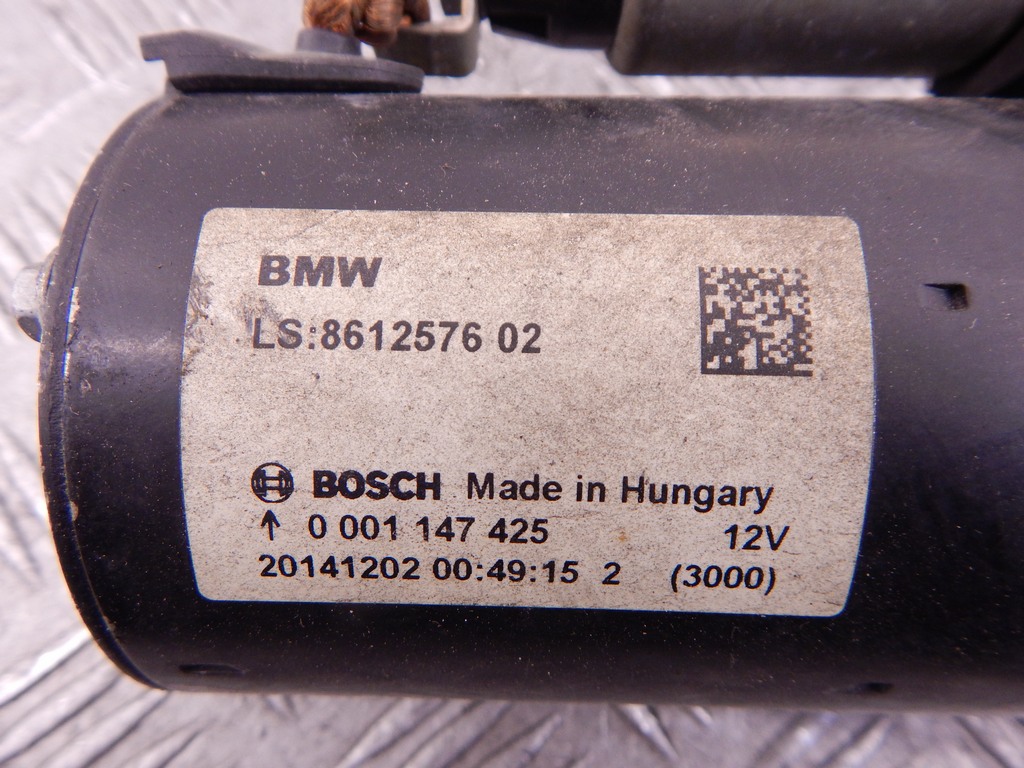 BMW
LS:8612576 02
BOSCH Made in Hungary
↑ 0 001 147 425 12V
20141202 00:49:15 2 (3000)